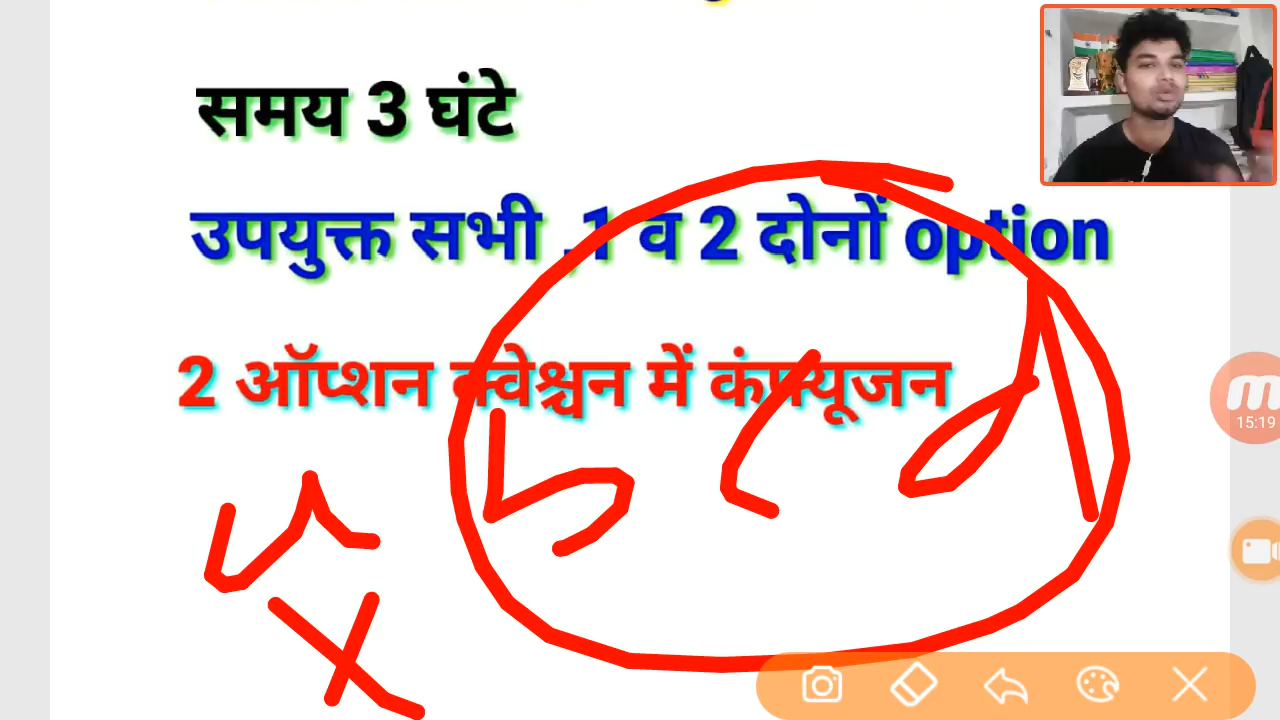 समय 3 घंटे
उपयुक्त सभी ,1 व 2 दोनों option
2 ऑप्शन क्वेश्चन में कंफ्यूजन
b c d
x
15:19